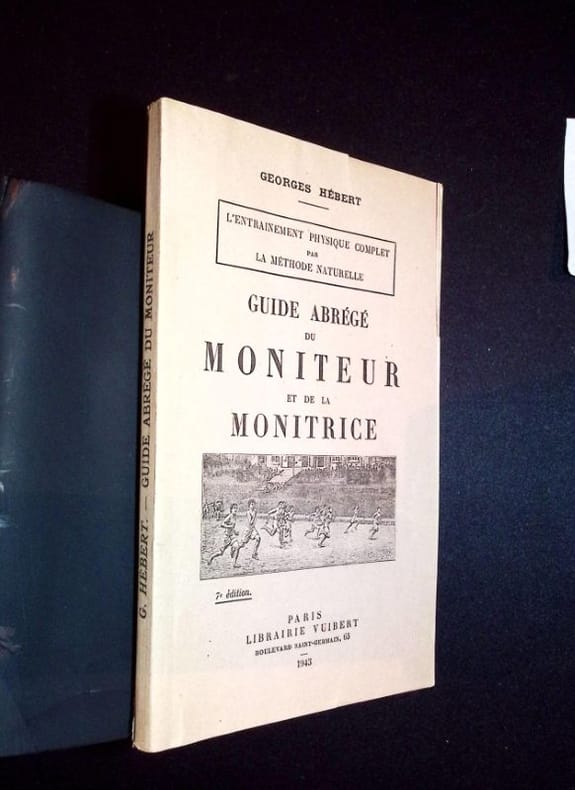 GEORGES HÉBERT
L'ENTRAINEMENT PHYSIQUE COMPLET
PAR
LA MÉTHODE NATURELLE
GUIDE ABRÉGÉ
DU
MONITEUR
ET DE LA
MONITRICE
7e édition.
PARIS
LIBRAIRIE VUIBERT
BOULEVARD SAINT-GERMAIN, 63
1943
G. HÉBERT. — GUIDE ABRÉGÉ DU MONITEUR